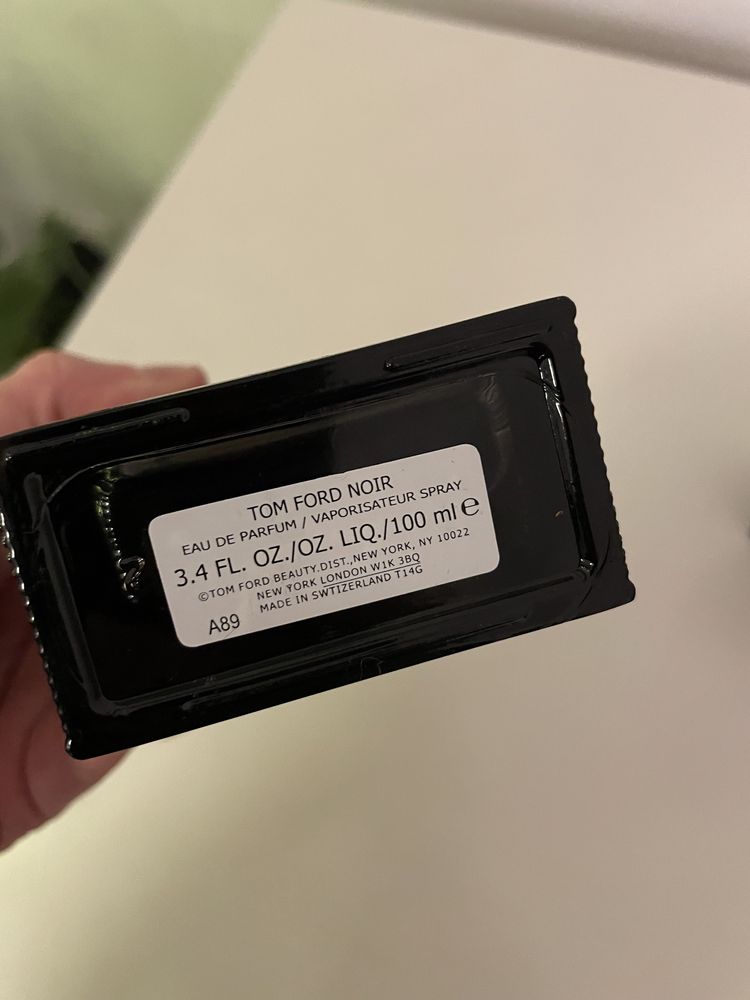 TOM FORD NOIR
EAU DE PARFUM / VAPORISATEUR SPRAY
3.4 FL. OZ./OZ. LIQ./100 ml ℮
©TOM FORD BEAUTY.DIST.,NEW YORK, NY 10022
NEW YORK LONDON W1K 3BQ
MADE IN SWTIZERLAND T14G
A89